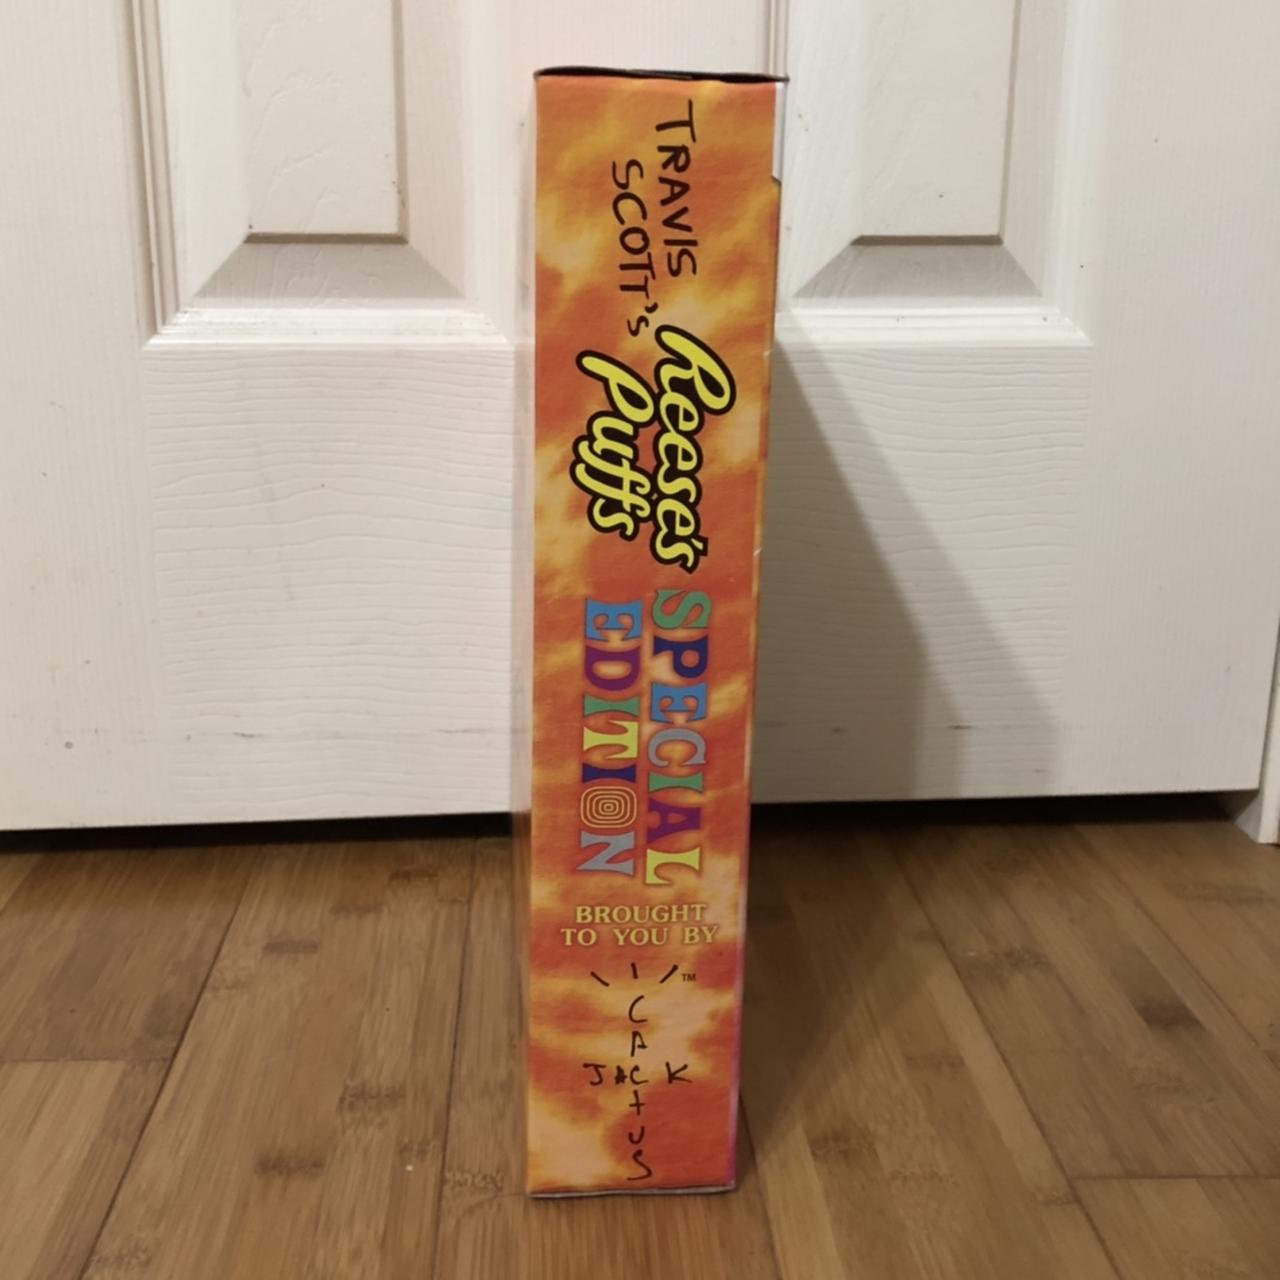 TRAVIS
SCOTT's
Reese's
Puffs
SPECIAL
EDITION
BROUGHT
TO YOU BY
TM
CACTUS
JACK